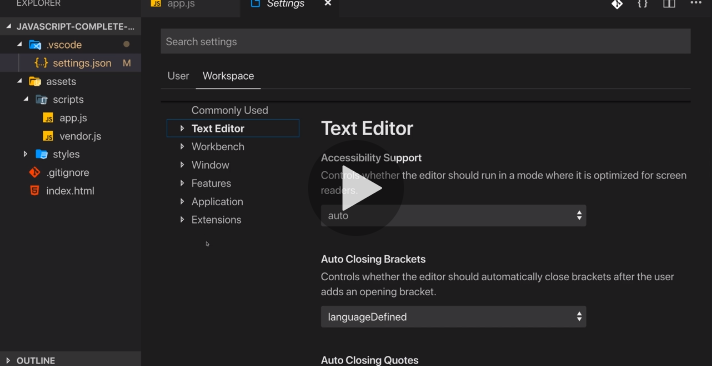 EXPLORER
JAVASCRIPT-COMPLETE-...
.vscode
settings.json M
assets
scripts
app.js
vendor.js
styles
.gitignore
index.html
OUTLINE
app.js
Settings
Search settings
User Workspace
Commonly Used
Text Editor
Workbench
Window
Features
Application
Extensions
Text Editor
Accessibility Support
Controls whether the editor should run in a mode where it is optimized for screen
readers.
auto
Auto Closing Brackets
Controls whether the editor should automatically close brackets after the user
adds an opening bracket.
languageDefined
Auto Closing Quotes